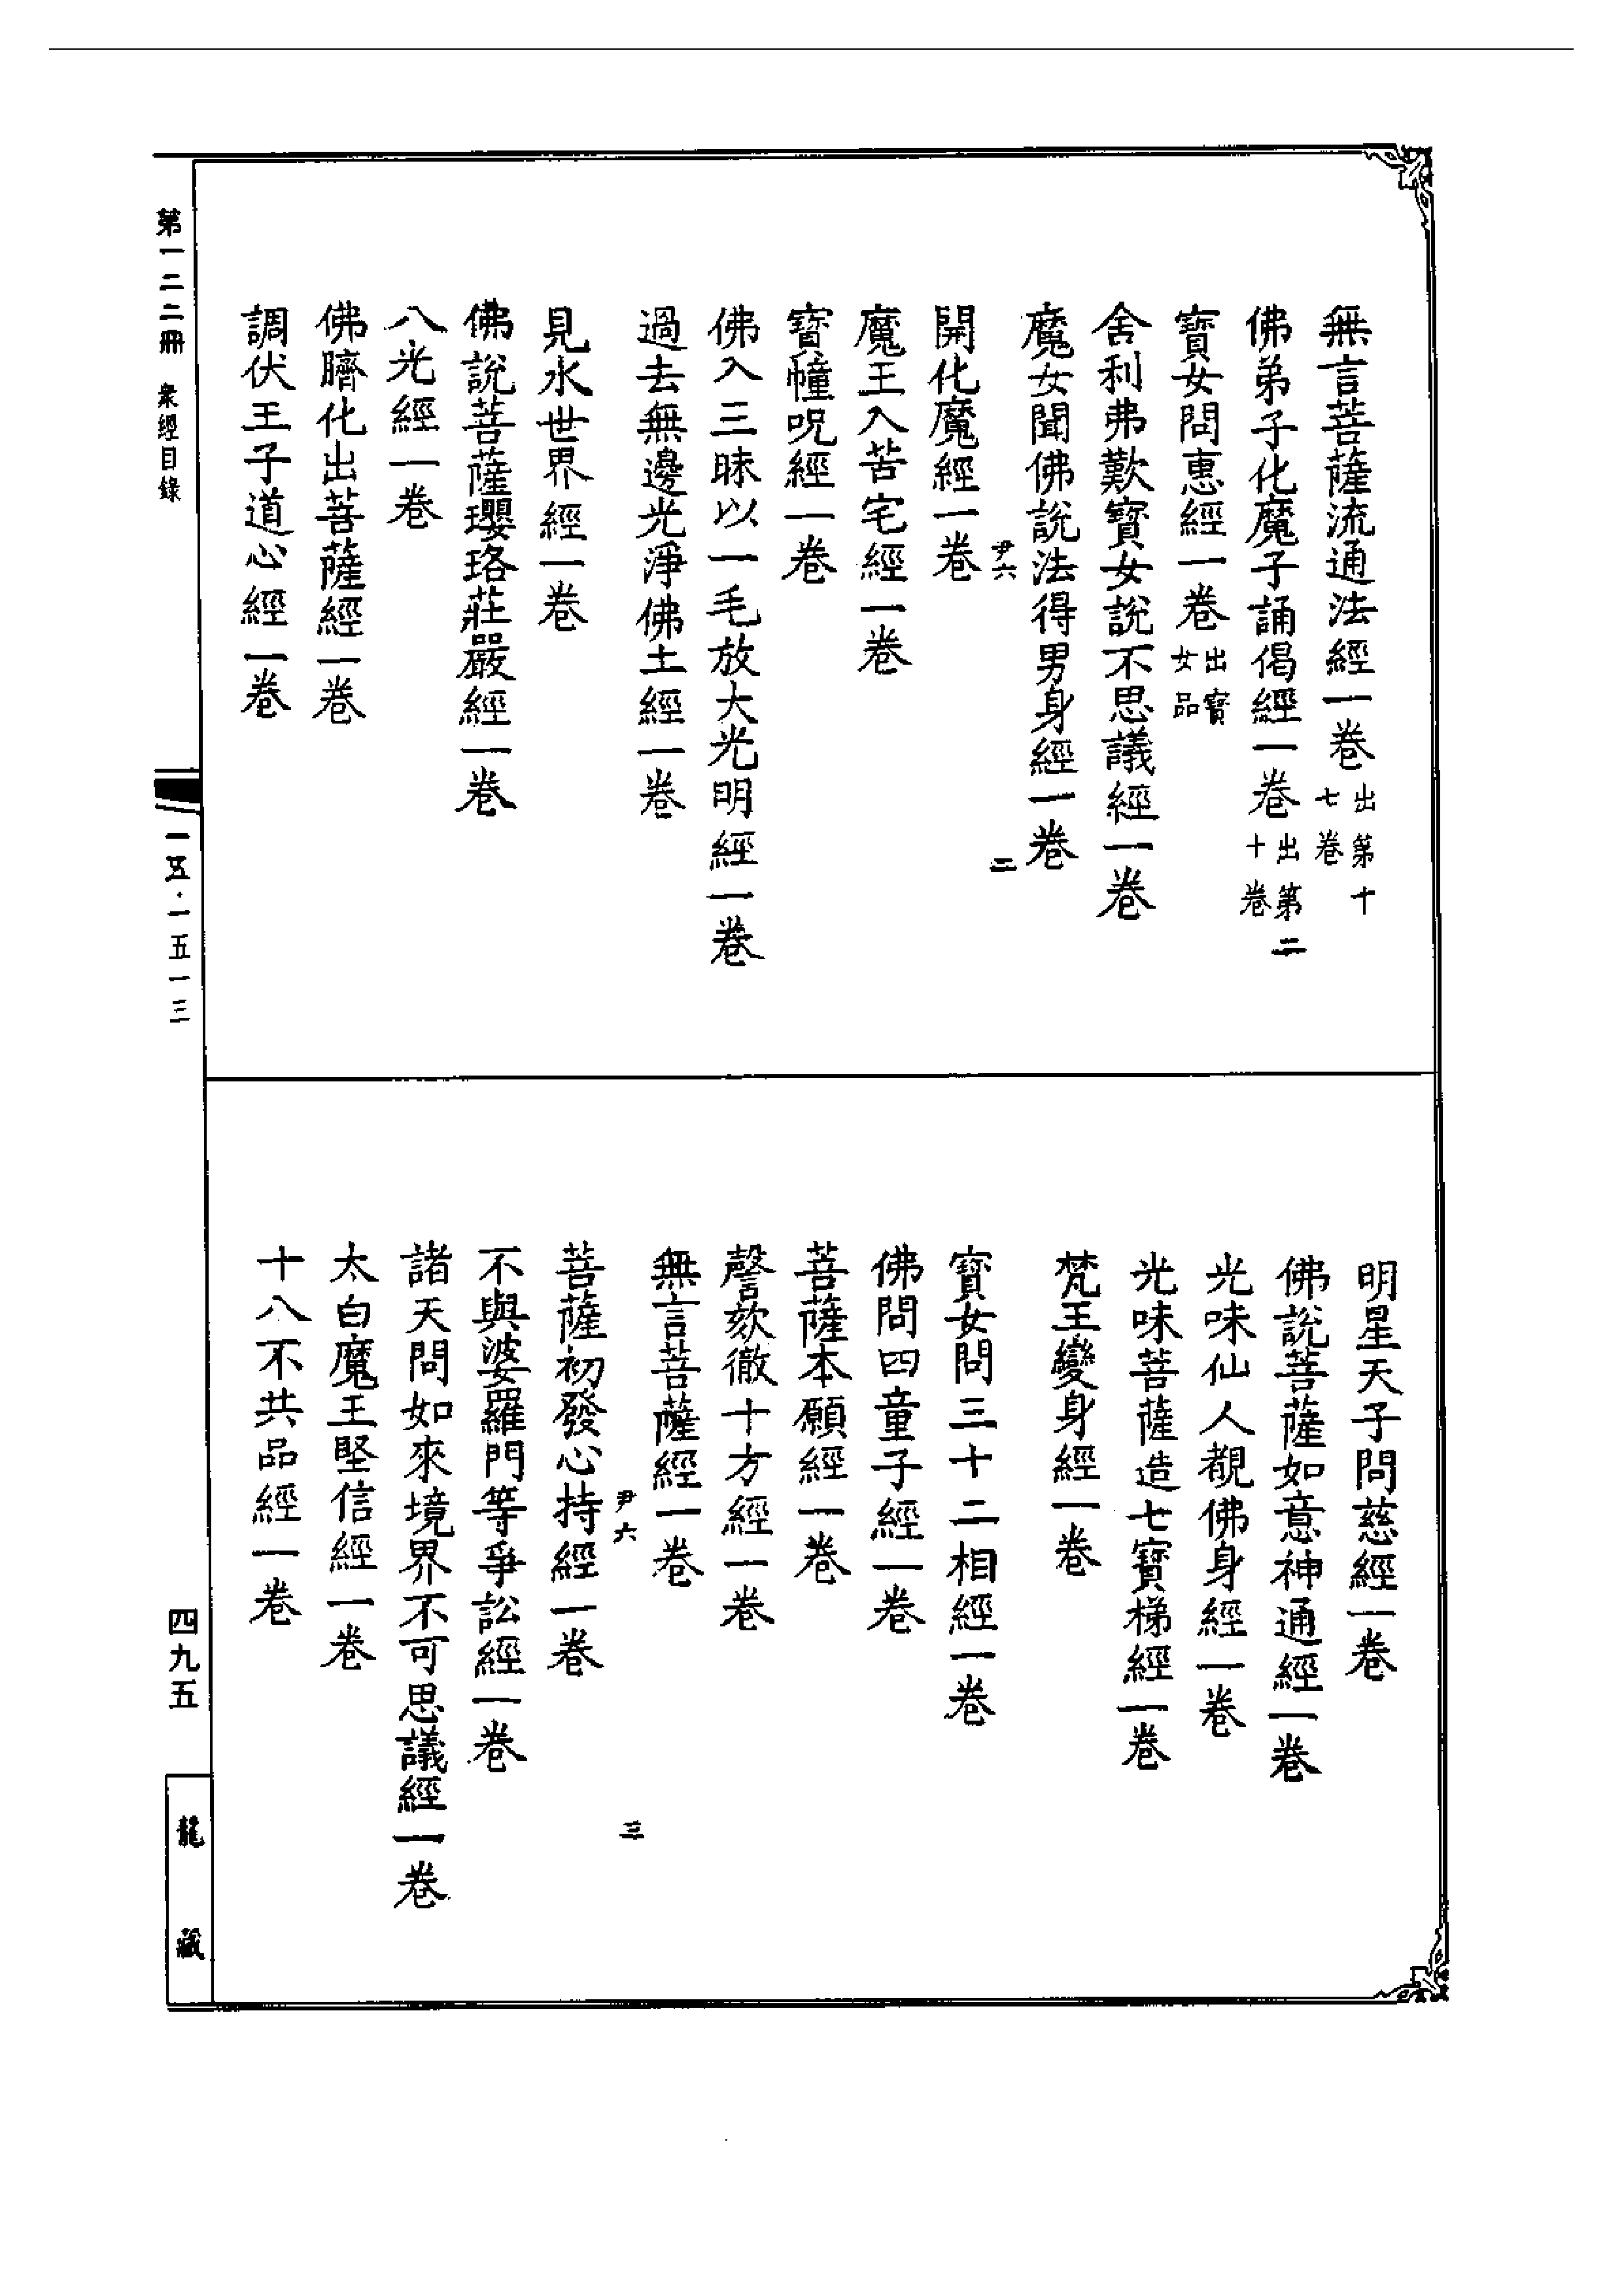 無言菩薩流通法經一卷出第十七卷
佛弟子化魔子誦偈經一卷出第二十卷
寶女問惠經一卷出寶女品
舍利弗歎寶女說不思議經一卷
魔女聞佛說法得男身經一卷
尹六 二
開化魔經一卷
魔王入苦宅經一卷
寶幢呪經一卷
佛入三昧以一毛放大光明經一卷
過去無邊光淨佛土經一卷
見水世界經一卷
佛說菩薩瓔珞莊嚴經一卷
八光經一卷
佛臍化出菩薩經一卷
調伏王子道心經一卷
明星天子問慈經一卷
佛說菩薩如意神通經一卷
光味仙人覩佛身經一卷
光味菩薩造七寶梯經一卷
梵王變身經一卷
寶女問三十二相經一卷
佛問四童子經一卷
菩薩本願經一卷
謦欬徹十方經一卷
無言菩薩經一卷
尹六 三
菩薩初發心持經一卷
不與婆羅門等爭訟經一卷
諸天問如來境界不可思議經一卷
太白魔王堅信經一卷
十八不共品經一卷
第一二二冊 衆經目錄
一五·一五一三
四九五
龍藏